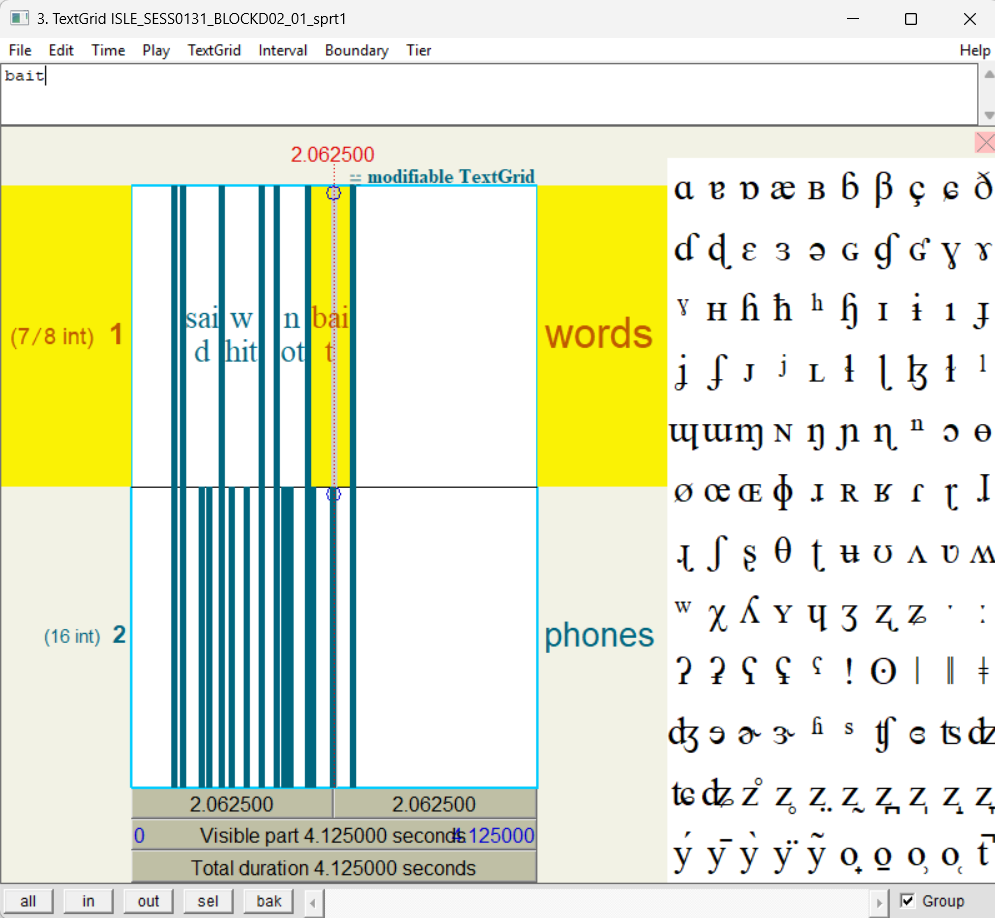 3. TextGrid ISLE_SESS0131_BLOCKD02_01_sprt1
File Edit Time Play TextGrid Interval Boundary Tier Help
bait
2.062500
== modifiable TextGrid
(7/8 int) 1
sai
d
w
hit
n
ot
bai
t
words
(16 int) 2
phones
ɑ ɐ ɒ æ ʙ ɓ β ç ɕ ð
ɗ ɖ ɛ ɜ ə ɢ ʠ ɠ ɣ ɤ
ˠ ʜ ɦ ħ ʰ ɧ ɪ ɨ ı ɟ
ʝ ʄ ᴊ ʲ ʟ ɫ ɭ ɮ ƚ ˡ
ɰ ɯ ɱ ɴ ŋ ɲ ɳ ⁿ ɔ ɵ
ø œ ɶ ɸ ɹ ʀ ʁ ɾ ɽ ɺ
ɻ ʃ ʂ θ ʈ ʉ ʊ ʌ ʋ ʍ
ʷ χ ʎ ʏ ɥ ʒ ʐ ʑ ˑ ː
ʔ ʡ ʕ ʢ ˤ ! ʘ ǀ ǁ ǂ
ʤ ɘ ɚ ɝ ʱ ˢ ʧ ɞ ʦ ʣ
2.062500 2.062500
0 Visible part 4.125000 seconds 4.125000
Total duration 4.125000 seconds
all in out sel bak Group